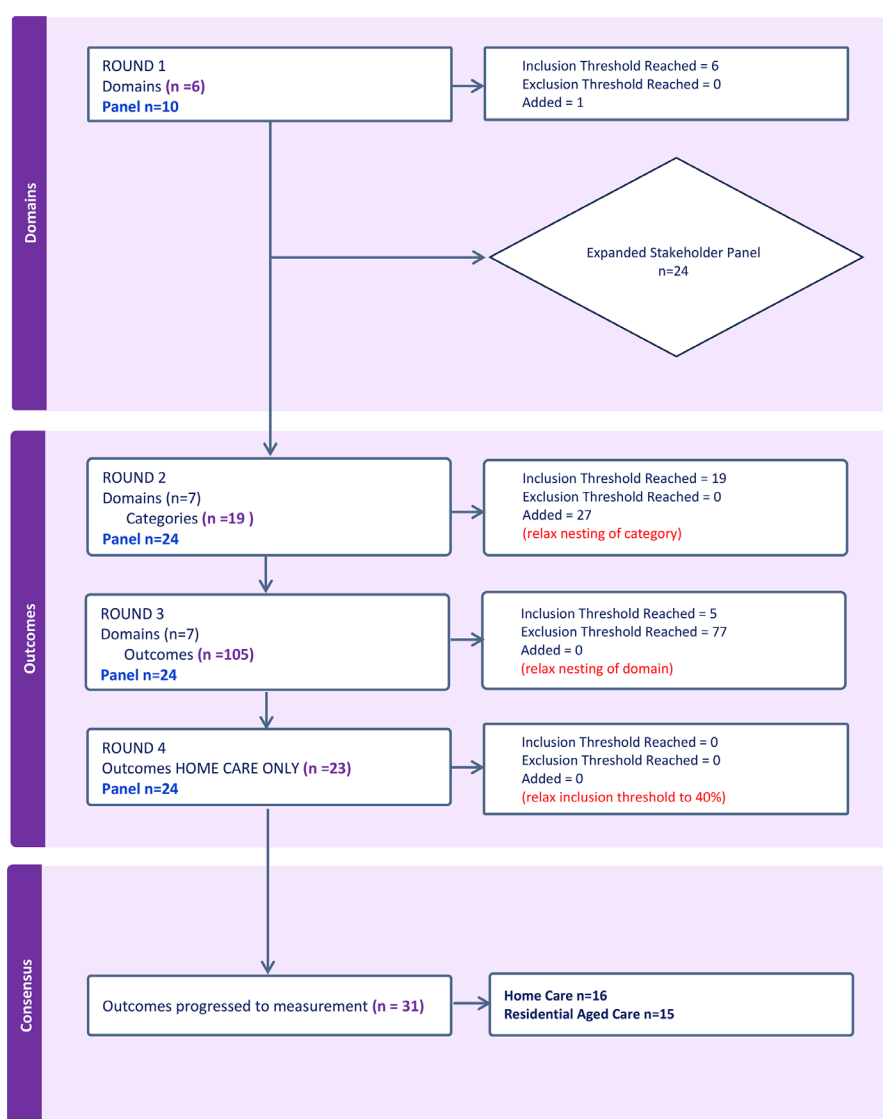 Domains
ROUND 1
Domains (n =6)
Panel n=10
Inclusion Threshold Reached = 6
Exclusion Threshold Reached = 0
Added = 1
Expanded Stakeholder Panel
n=24
Outcomes
ROUND 2
Domains (n=7)
Categories (n =19 )
Panel n=24
Inclusion Threshold Reached = 19
Exclusion Threshold Reached = 0
Added = 27
(relax nesting of category)
ROUND 3
Domains (n=7)
Outcomes (n =105)
Panel n=24
Inclusion Threshold Reached = 5
Exclusion Threshold Reached = 77
Added = 0
(relax nesting of domain)
ROUND 4
Outcomes HOME CARE ONLY (n =23)
Panel n=24
Inclusion Threshold Reached = 0
Exclusion Threshold Reached = 0
Added = 0
(relax inclusion threshold to 40%)
Consensus
Outcomes progressed to measurement (n = 31)
Home Care n=16
Residential Aged Care n=15